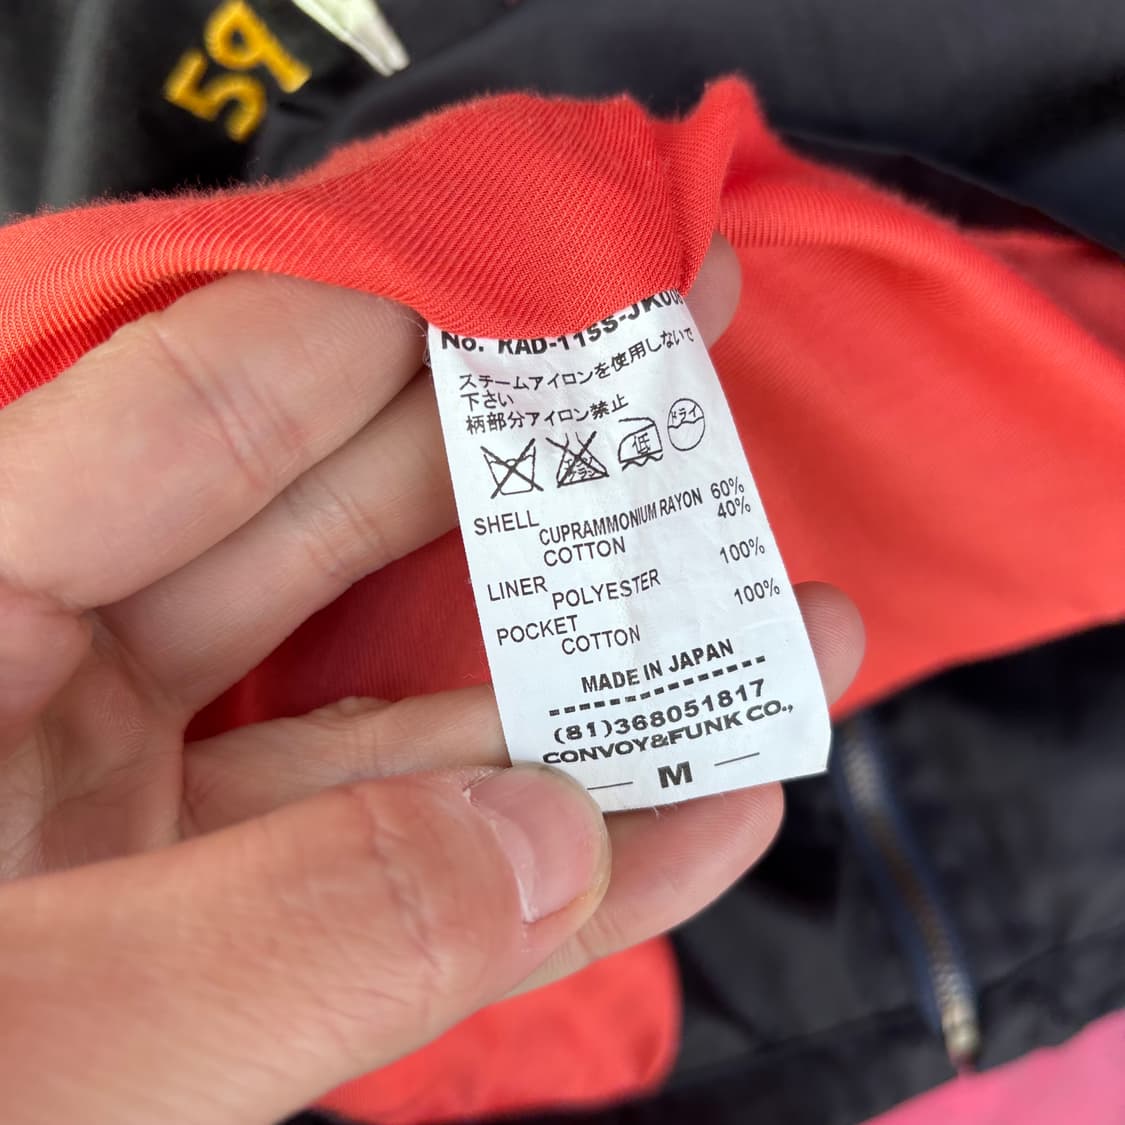 59
No. RAD-11SS-JK00
スチームアイロンを使用しないで
下さい
柄部分アイロン禁止
低 ドライ
SHELL
CUPRAMMONIUM RAYON 60%
COTTON 40%
LINER
POLYESTER 100%
POCKET
COTTON 100%
MADE IN JAPAN
(81)368051817
CONVOY&FUNK CO.,
M